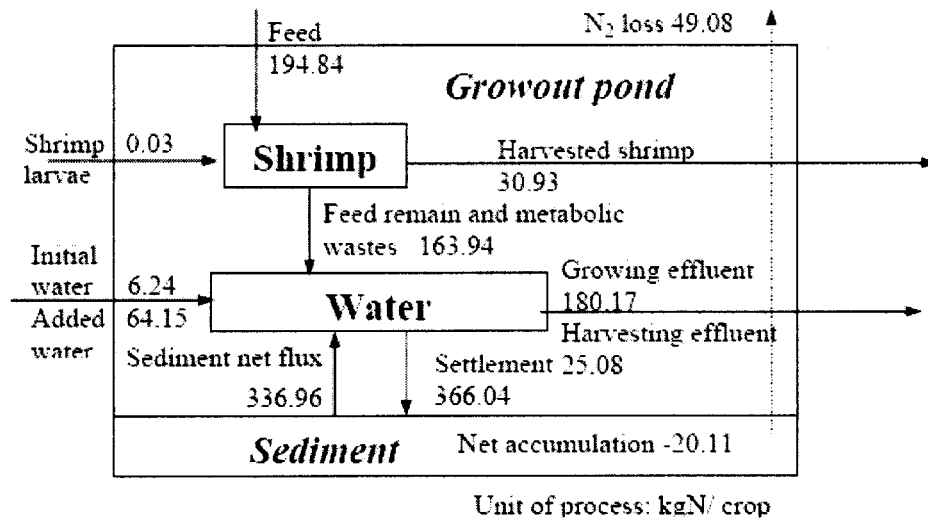 N₂ loss 49.08
Feed
194.84
Growout pond
Shrimp 0.03
larvae
Shrimp
Harvested shrimp
30.93
Feed remain and metabolic
wastes 163.94
Initial
water 6.24
Added 64.15
water
Water
Growing effluent
180.17
Harvesting effluent
25.08
Sediment net flux
336.96
Settlement
366.04
Sediment
Net accumulation -20.11
Unit of process: kgN/ crop